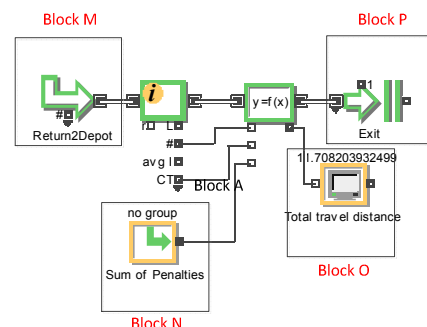 Block M
Block P
i
y=f(x)
1
#
Return2Depot
Exit
L
#
avg l
CT
Block A
11.708203932499
Total travel distance
no group
Sum of Penalties
Block O
Block N